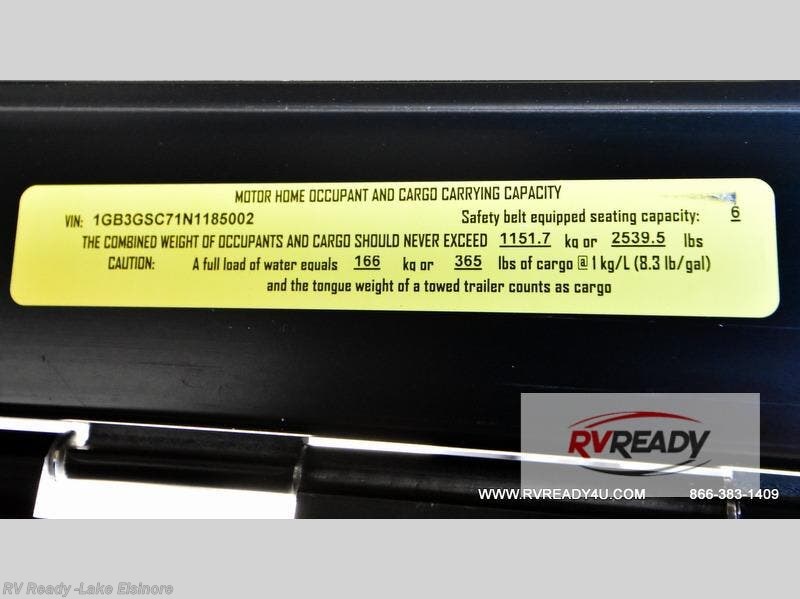 MOTOR HOME OCCUPANT AND CARGO CARRYING CAPACITY
VIN: 1GB3GSC71N1185002 Safety belt equipped seating capacity: 6
THE COMBINED WEIGHT OF OCCUPANTS AND CARGO SHOULD NEVER EXCEED 1151.7 kg or 2539.5 lbs
CAUTION: A full load of water equals 166 kg or 365 lbs of cargo @ 1 kg/L (8.3 lb/gal)
and the tongue weight of a towed trailer counts as cargo
RVREADY
WWW.RVREADY4U.COM 866-383-1409
RV Ready -Lake Elsinore